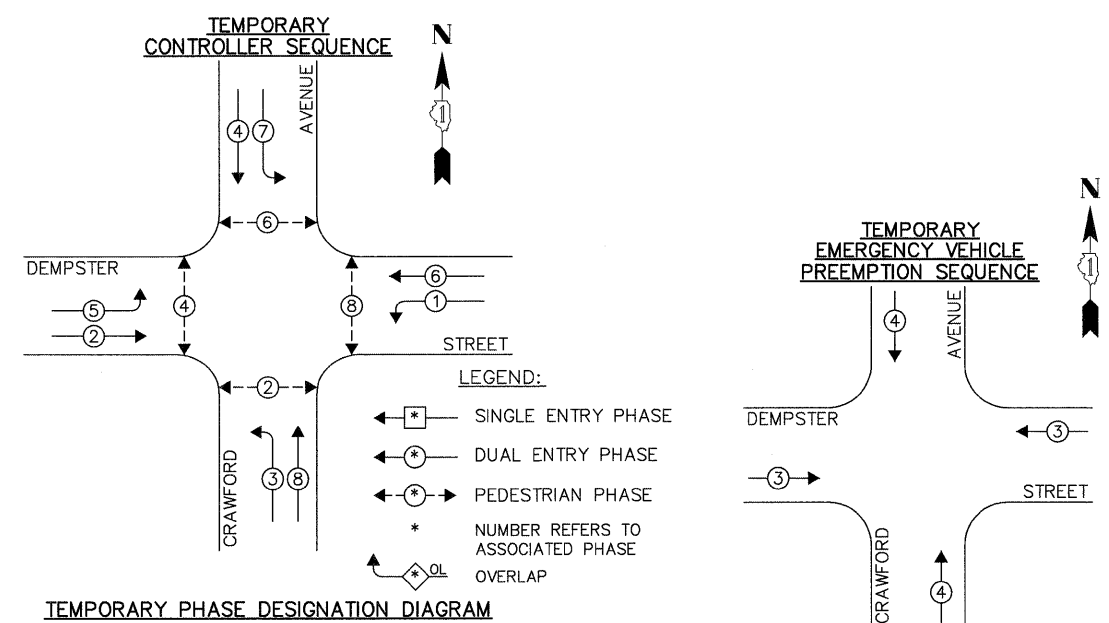 TEMPORARY
CONTROLLER SEQUENCE
N
1
AVENUE
4 7
6
DEMPSTER
5
2
4
8
6
1
STREET
2
CRAWFORD
3 8
LEGEND:
* SINGLE ENTRY PHASE
* DUAL ENTRY PHASE
* PEDESTRIAN PHASE
* NUMBER REFERS TO
ASSOCIATED PHASE
* OL OVERLAP
TEMPORARY PHASE DESIGNATION DIAGRAM
N
1
TEMPORARY
EMERGENCY VEHICLE
PREEMPTION SEQUENCE
4
AVENUE
DEMPSTER
3
3
STREET
CRAWFORD
4